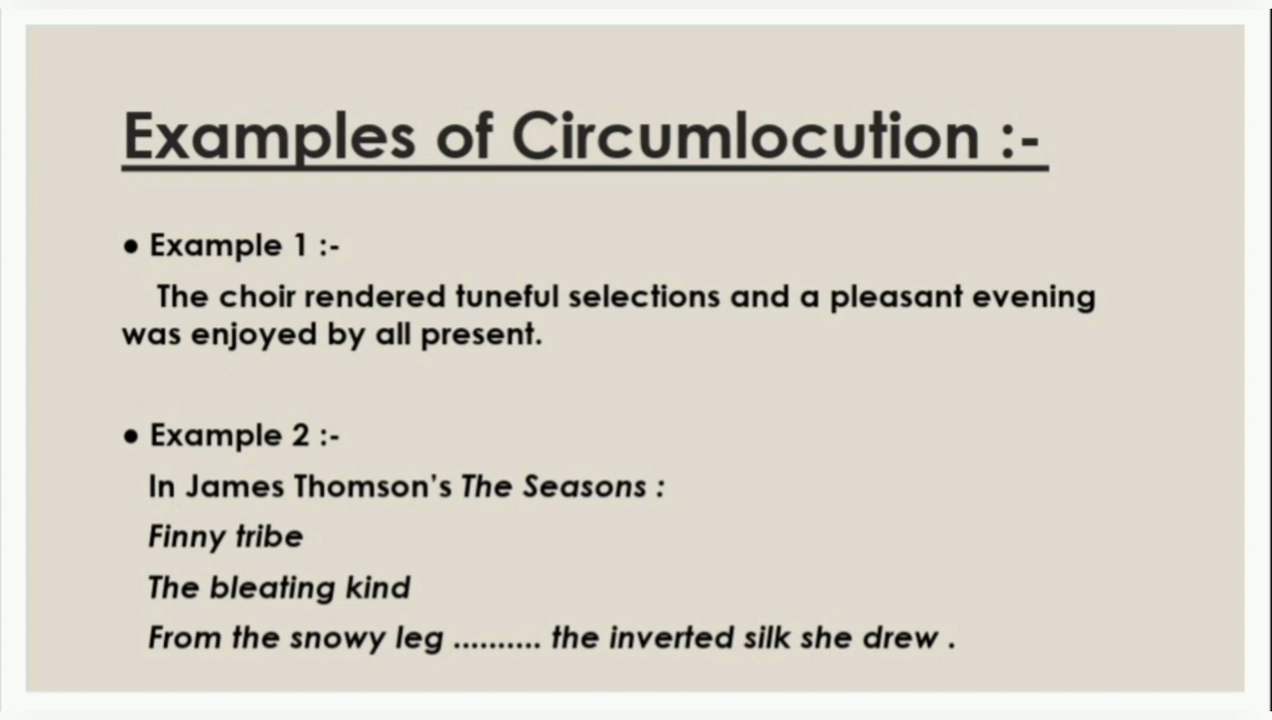 Examples of Circumlocution :-
● Example 1 :-
The choir rendered tuneful selections and a pleasant evening
was enjoyed by all present.
● Example 2 :-
In James Thomson's The Seasons :
Finny tribe
The bleating kind
From the snowy leg .......... the inverted silk she drew .